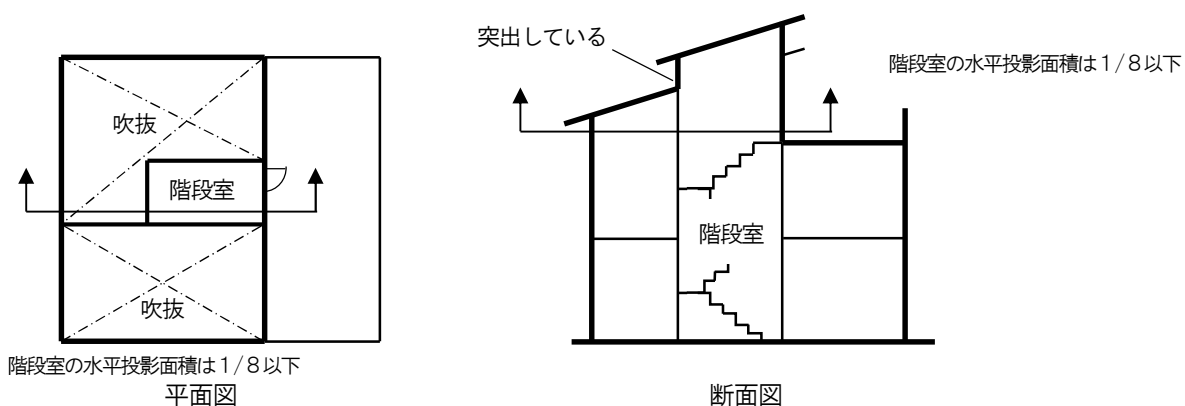 吹抜
階段室
吹抜
階段室の水平投影面積は1/8以下
平面図
突出している
階段室の水平投影面積は1/8以下
階段室
断面図